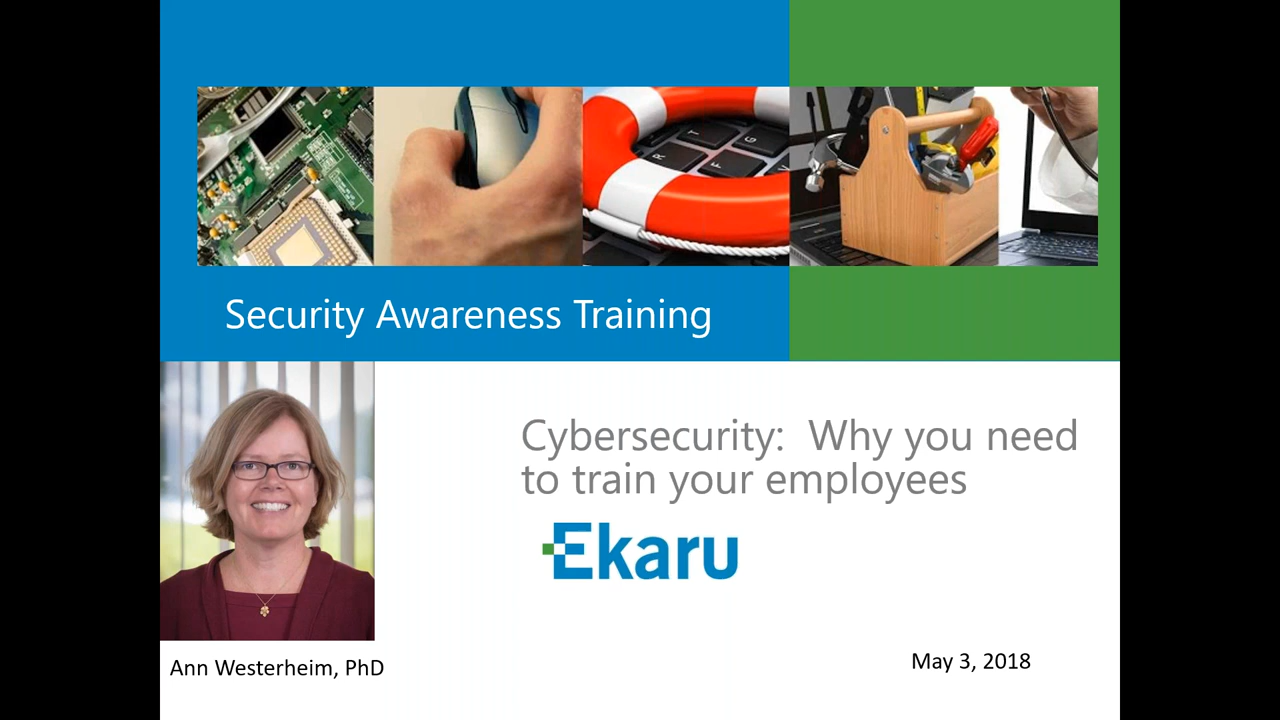 R
T
F
G
Security Awareness Training
Cybersecurity:  Why you need
to train your employees
Ekaru
Ann Westerheim, PhD
May 3, 2018